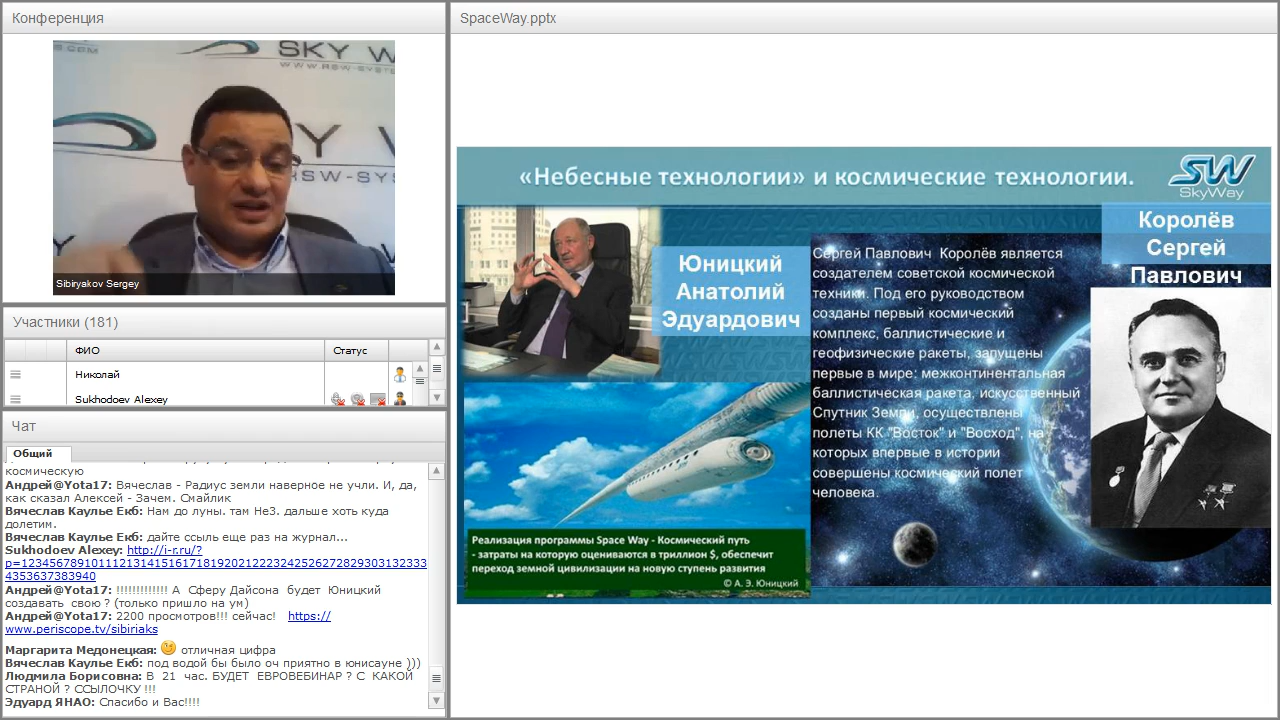 Конференция
SKY W
WWW.RSW-SYSTE
S.COM
SKY W
RSW-SYS
SKY
Sibiryakov Sergey
Участники (181)
ФИО
Статус
Николай
Sukhodoev Alexey
Чат
Общий
космическую
Андрей@Yota17: Вячеслав - радиус земли наверное не учли. И, да,
как сказал Алексей - Зачем. Смайлик
Вячеслав Каулье Екб: Нам до луны. там Не3. дальше хоть куда
долетим.
Вячеслав Каулье Екб: дайте ссыль еще раз на журнал...
Sukhodoev Alexey: http://i-r.ru/?
p=1234567891011121314151617181920212223242526272829303132333
4353637383940
Андрей@Yota17: !!!!!!!!!!!!! А Сферу Дайсона будет Юницкий
создавать свою ? (только пришло на ум)
Андрей@Yota17: 2200 просмотров!!! сейчас! https://
www.periscope.tv/sibiriaks
Маргарита Медонецкая: отличная цифра
Вячеслав Каулье Екб: под водой бы было оч приятно в юнисауне )))
Людмила Борисовна: В 21 час. БУДЕТ ЕВРОВЕБИНАР ? С КАКОЙ
СТРАНОЙ ? ССЫЛОЧКУ !!!
Эдуард ЯНАО: Спасибо и Вас!!!!
SpaceWay.pptx
«Небесные технологии» и космические технологии.
SW
SkyWay
Юницкий
Анатолий
Эдуардович
Королёв
Сергей
Павлович
Сергей Павлович Королёв является
создателем советской космической
техники. Под его руководством
созданы первый космический
комплекс, баллистические и
геофизические ракеты, запущены
первые в мире: межконтинентальная
баллистическая ракета, искусственный
Спутник Земли, осуществлены
полеты КК "Восток" и "Восход", на
которых впервые в истории
совершены космический полет
человека.
Реализация программы Space Way - Космический путь
- затраты на которую оцениваются в триллион $, обеспечит
переход земной цивилизации на новую ступень развития
© А. Э. Юницкий